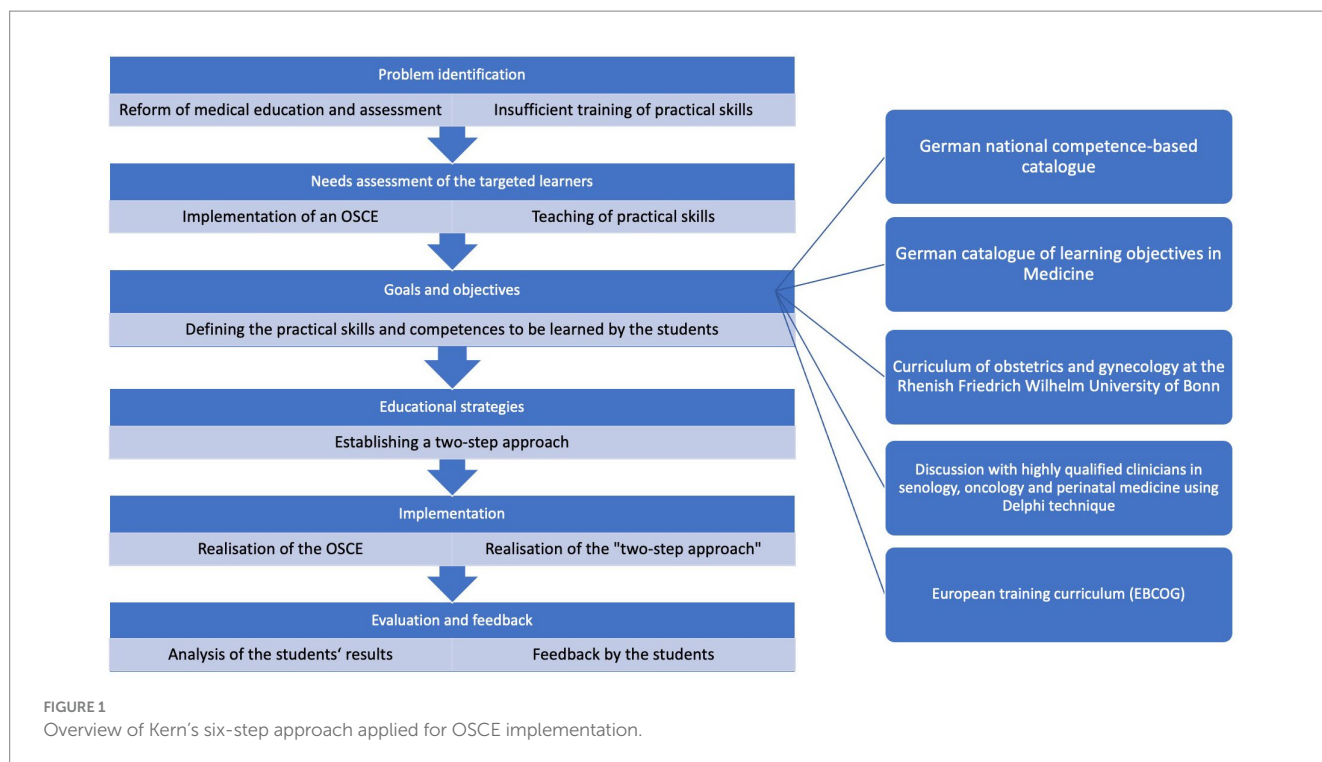 Problem identification
Reform of medical education and assessment
Insufficient training of practical skills
Needs assessment of the targeted learners
Implementation of an OSCE
Teaching of practical skills
Goals and objectives
Defining the practical skills and competences to be learned by the students
Educational strategies
Establishing a two-step approach
Implementation
Realisation of the OSCE
Realisation of the "two-step approach"
Evaluation and feedback
Analysis of the students‘ results
Feedback by the students
German national competence-based
catalogue
German catalogue of learning objectives in
Medicine
Curriculum of obstetrics and gynecology at the
Rhenish Friedrich Wilhelm University of Bonn
Discussion with highly qualified clinicians in
senology, oncology and perinatal medicine using
Delphi technique
European training curriculum (EBCOG)
FIGURE 1
Overview of Kern’s six-step approach applied for OSCE implementation.